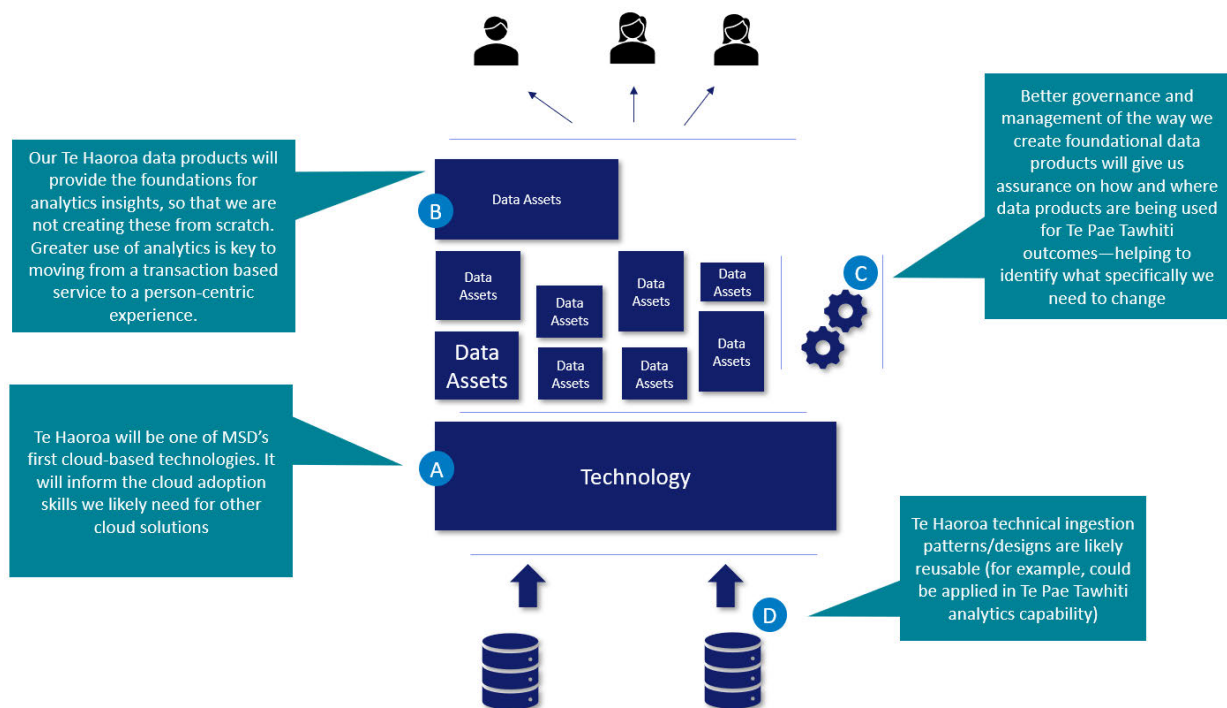 Our Te Haoroa data products will
provide the foundations for
analytics insights, so that we are
not creating these from scratch.
Greater use of analytics is key to
moving from a transaction based
service to a person-centric
experience.
Better governance and
management of the way we
create foundational data
products will give us
assurance on how and where
data products are being used
for Te Pae Tawhiti
outcomes—helping to
identify what specifically we
need to change
B
Data Assets
C
Data
Assets
Data
Assets
Data
Assets
Data
Assets
Data
Assets
Data
Assets
Data
Assets
Data
Assets
Te Haoroa will be one of MSD’s
first cloud-based technologies. It
will inform the cloud adoption
skills we likely need for other
cloud solutions
A
Technology
Te Haoroa technical ingestion
patterns/designs are likely
reusable (for example, could
be applied in Te Pae Tawhiti
analytics capability)
D